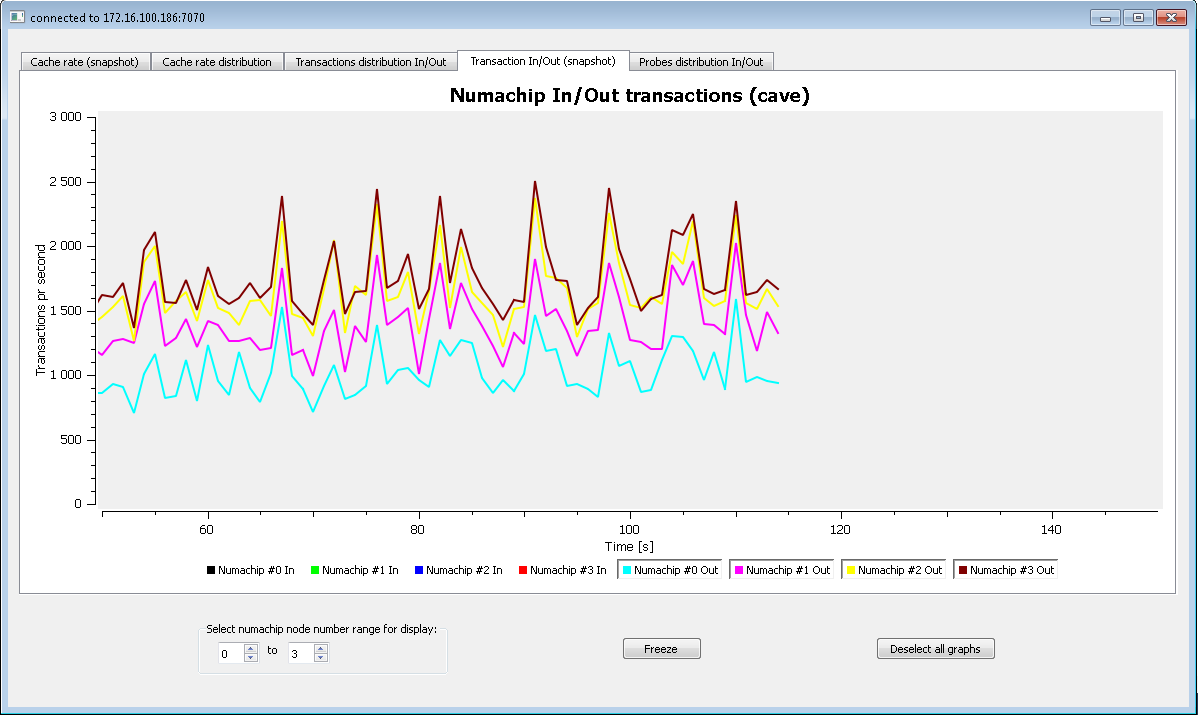 connected to 172.16.100.186:7070
Cache rate (snapshot) Cache rate distribution Transactions distribution In/Out Transaction In/Out (snapshot) Probes distribution In/Out
Numachip In/Out transactions (cave)
3 000
2 500
2 000
1 500
1 000
500
0
Transactions pr second
60 80 100 120 140
Time [s]
Numachip #0 In Numachip #1 In Numachip #2 In Numachip #3 In Numachip #0 Out Numachip #1 Out Numachip #2 Out Numachip #3 Out
Select numachip node number range for display:
0 to 3
Freeze
Deselect all graphs